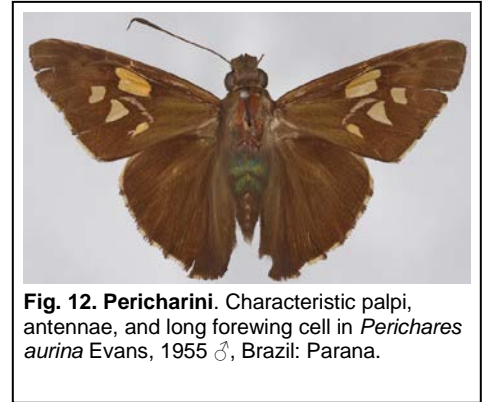 Fig. 12. Pericharini. Characteristic palpi,
antennae, and long forewing cell in Perichares
aurina Evans, 1955 ♂, Brazil: Parana.